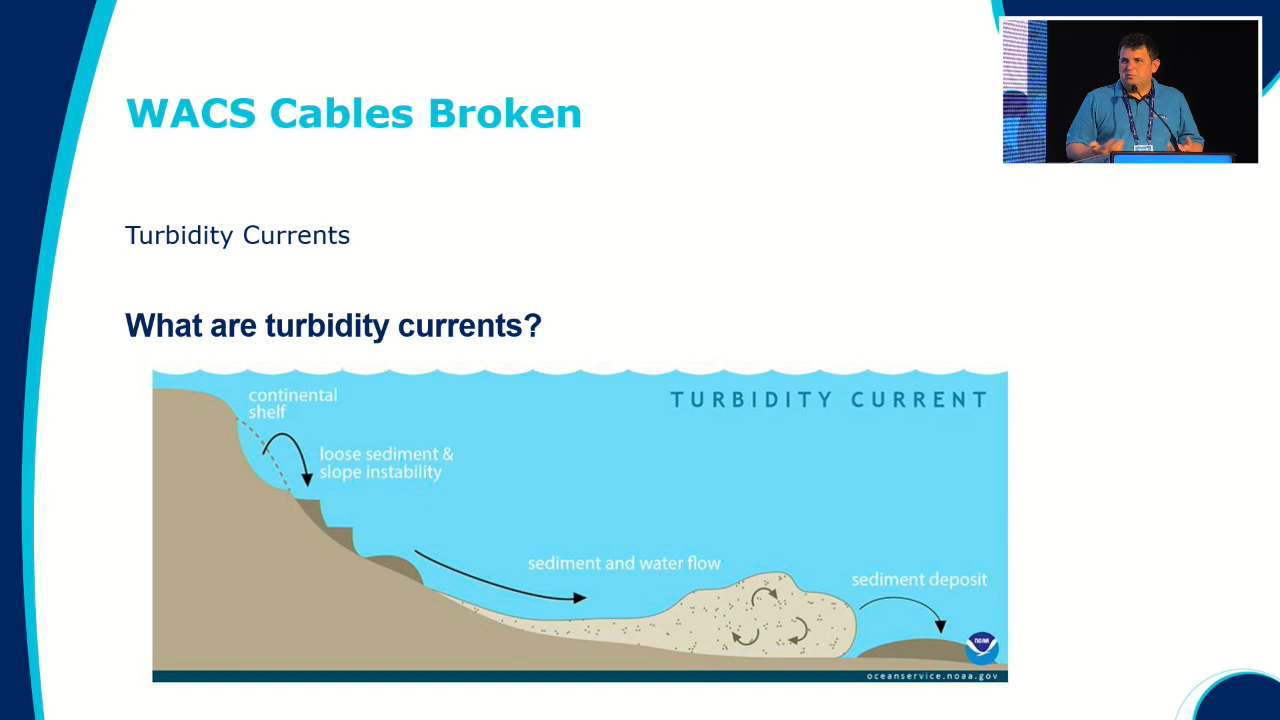 WACS Cables Broken
Turbidity Currents
What are turbidity currents?
continental
shelf
TURBIDITY CURRENT
loose sediment &
slope instability
sediment and water flow
sediment deposit
noaa
oceanservice.noaa.gov